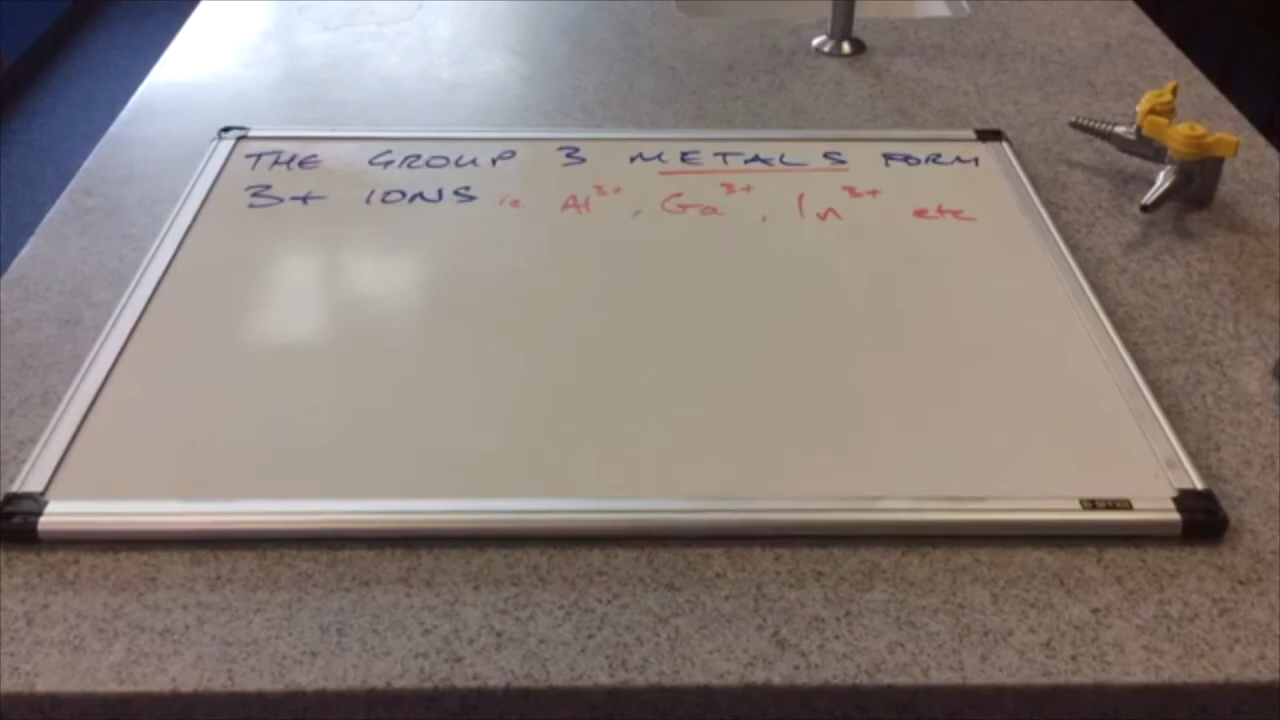 THE GROUP 3 METALS FORM
3+ IONS ie Al³⁺, Ga³⁺, In³⁺ etc